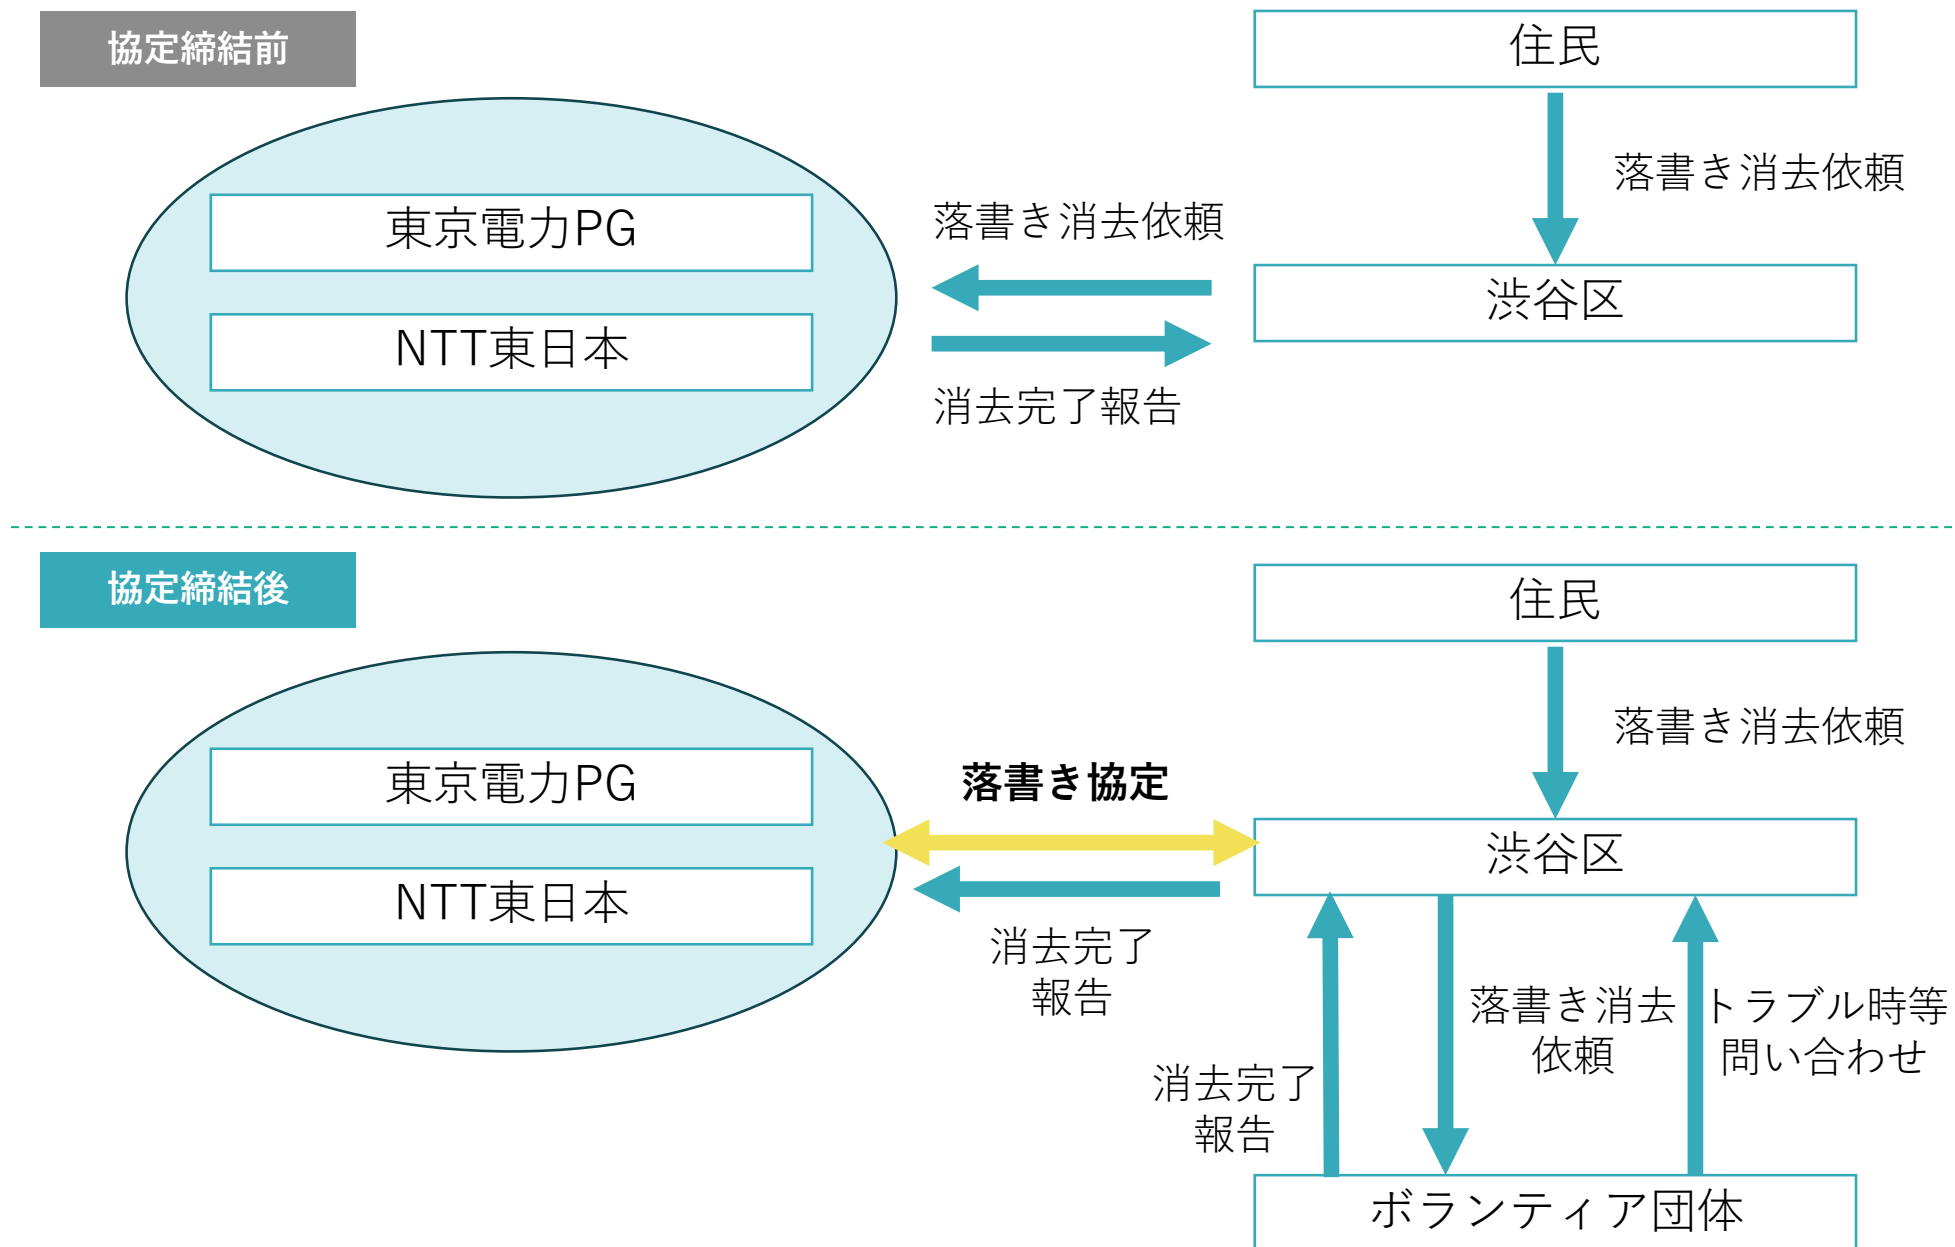 協定締結前
住民
落書き消去依頼
東京電力PG
落書き消去依頼
渋谷区
NTT東日本
消去完了報告
協定締結後
住民
落書き消去依頼
東京電力PG
落書き協定
渋谷区
NTT東日本
消去完了
報告
落書き消去
依頼
トラブル時等
問い合わせ
消去完了
報告
ボランティア団体